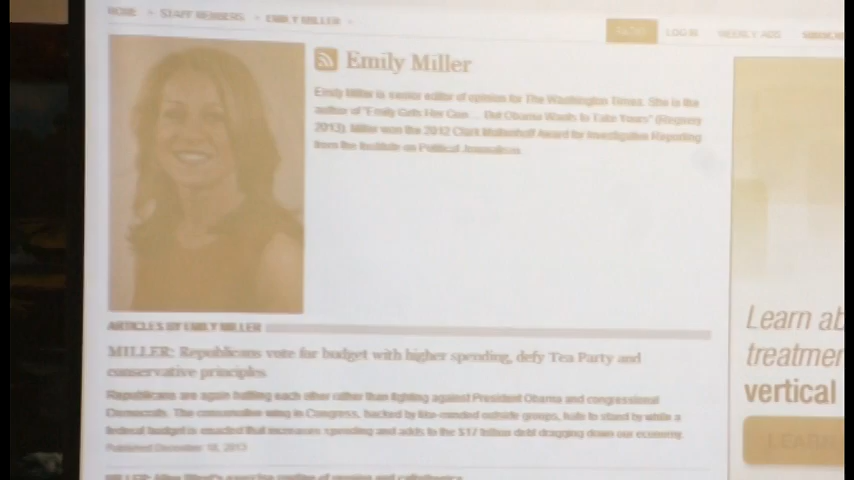 HOME STAFF MEMBERS EMILY MILLER
LOG IN WEEKLY ADS
Emily Miller
Emily Miller is senior editor of opinion for The Washington Times. She is the
author of "Emily Gets Her Gun ... But Obama Wants to Take Yours" (Regnery
2013). Miller won the 2012 Clark Mollenhoff Award for Investigative Reporting
from the Institute on Political Journalism.
ARTICLES BY EMILY MILLER
MILLER: Republicans vote for budget with higher spending, defy Tea Party and
conservative principles
Republicans are again battling each other rather than fighting against President Obama and congressional
Democrats. The conservative wing in Congress, backed by like-minded outside groups, hate to stand by while a
federal budget is enacted that increases spending and adds to the $17 trillion debt dragging down our economy.
Published December 18, 2013
Learn ab
treatmen
vertical
LEARN